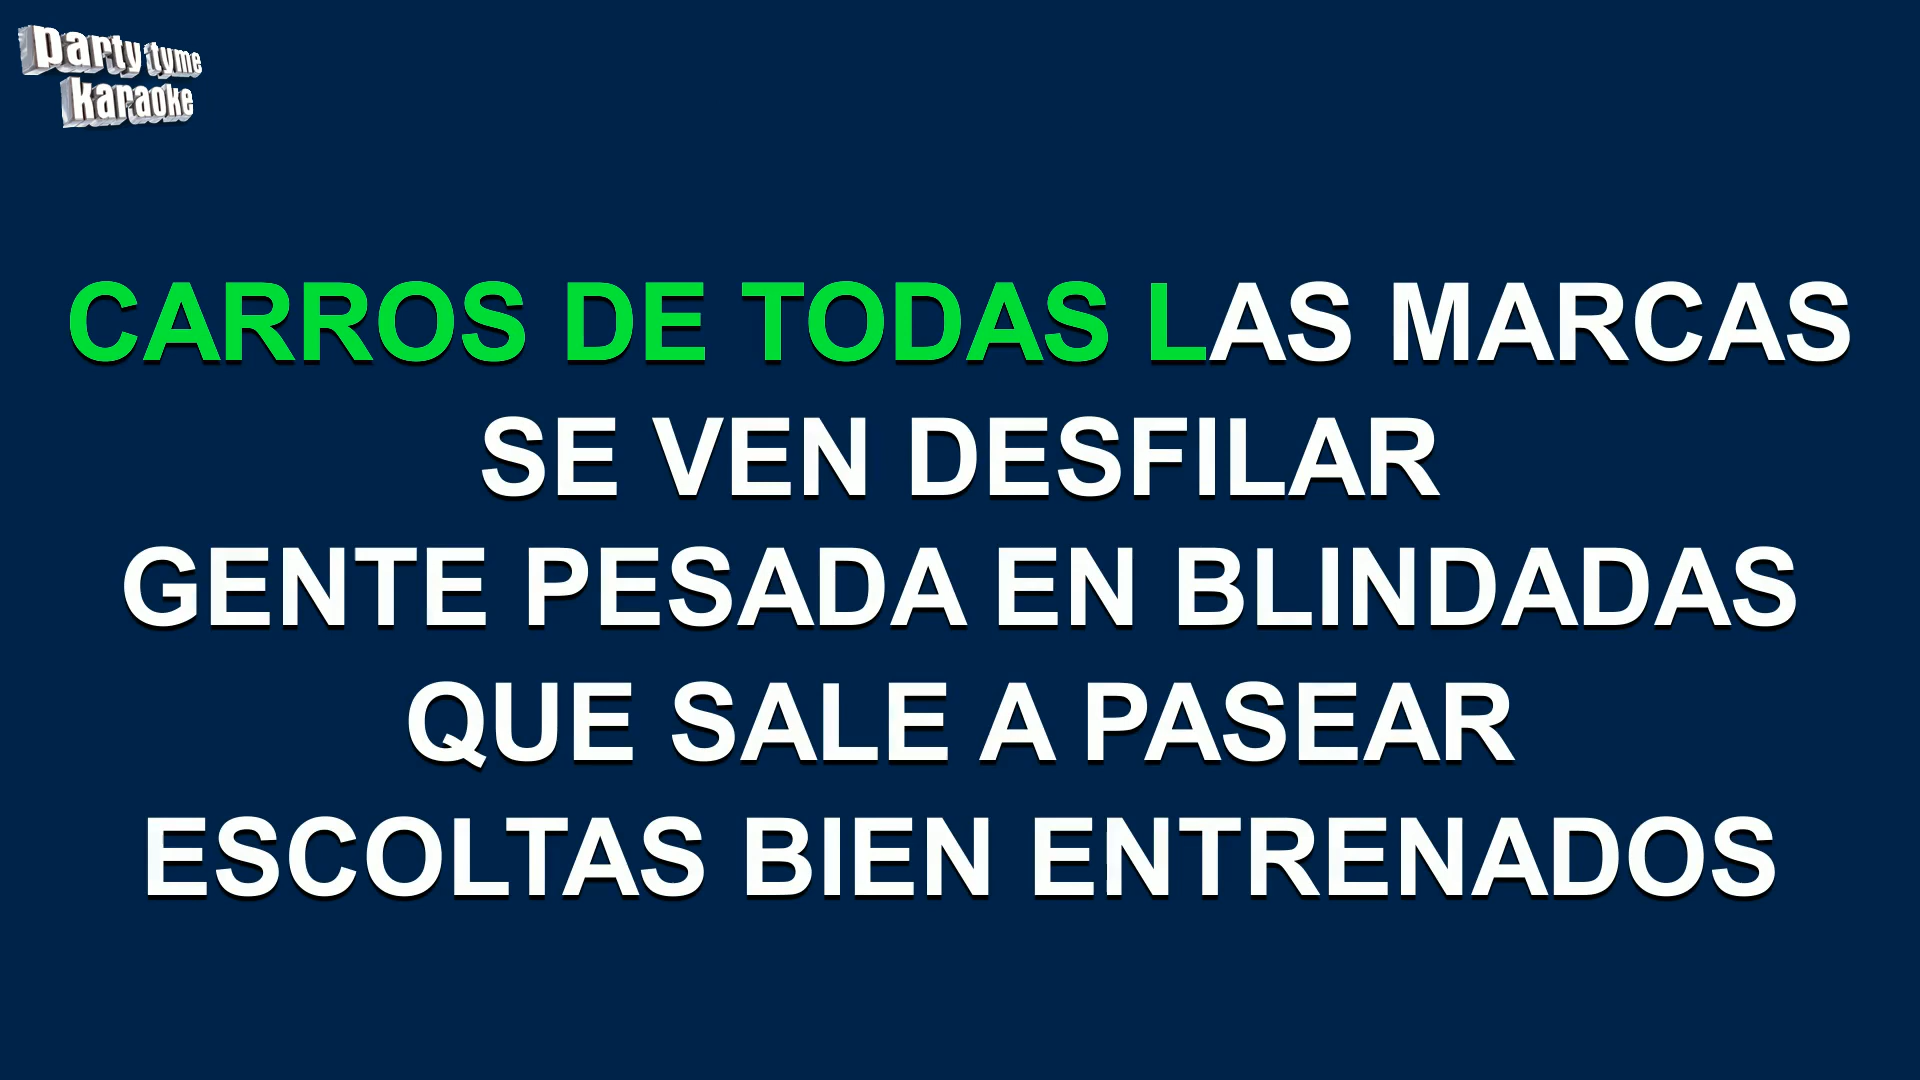 party tyme
karaoke
CARROS DE TODAS LAS MARCAS
SE VEN DESFILAR
GENTE PESADA EN BLINDADAS
QUE SALE A PASEAR
ESCOLTAS BIEN ENTRENADOS